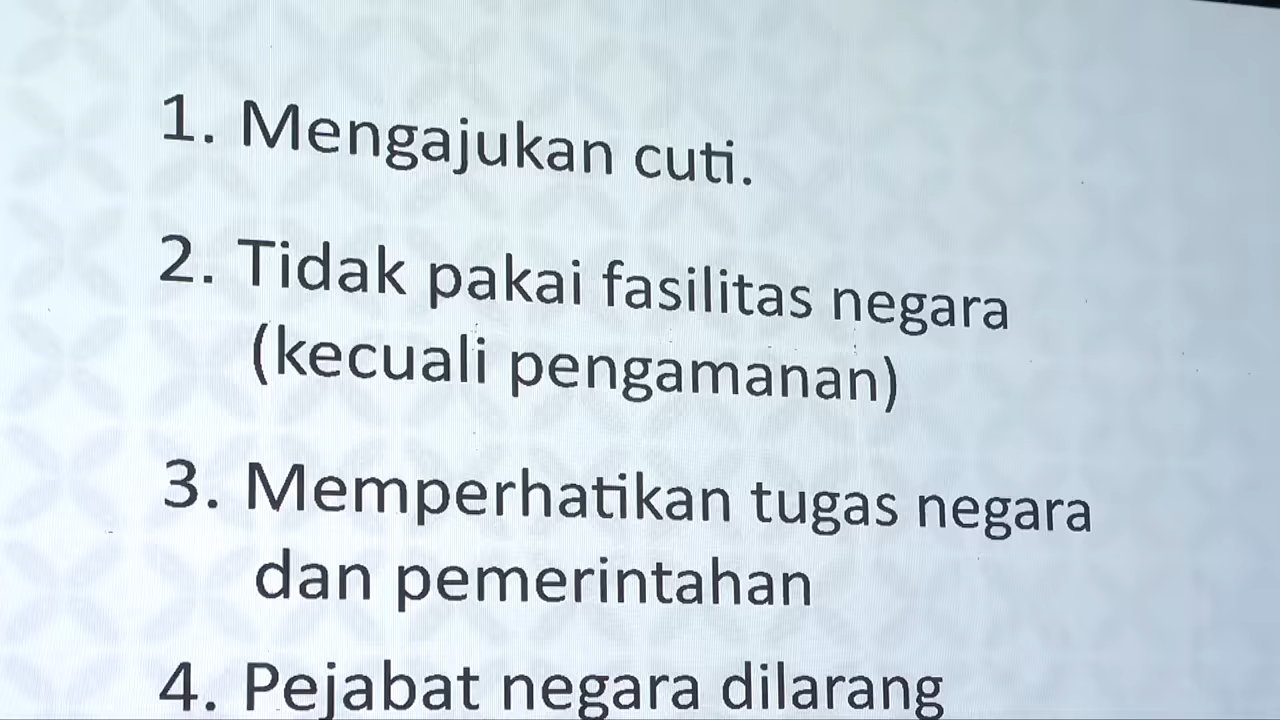 1. Mengajukan cuti.
2. Tidak pakai fasilitas negara
(kecuali pengamanan)
3. Memperhatikan tugas negara
dan pemerintahan
4. Pejabat negara dilarang